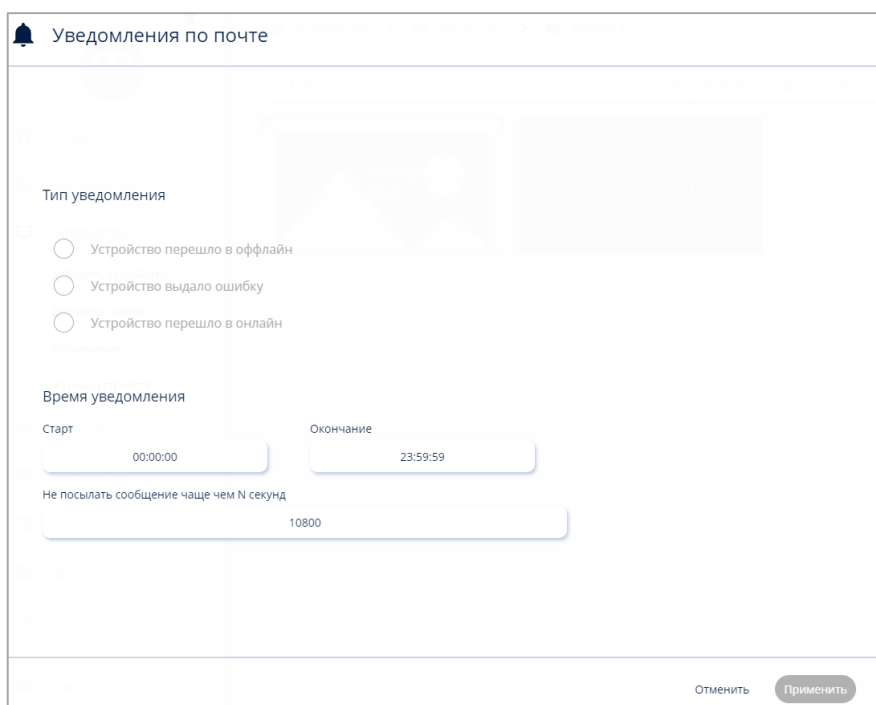 Уведомления по почте
Тип уведомления
Устройство перешло в оффлайн
Устройство выдало ошибку
Устройство перешло в онлайн
Время уведомления
Старт Окончание
00:00:00 23:59:59
Не посылать сообщение чаще чем N секунд
10800
Отменить Применить